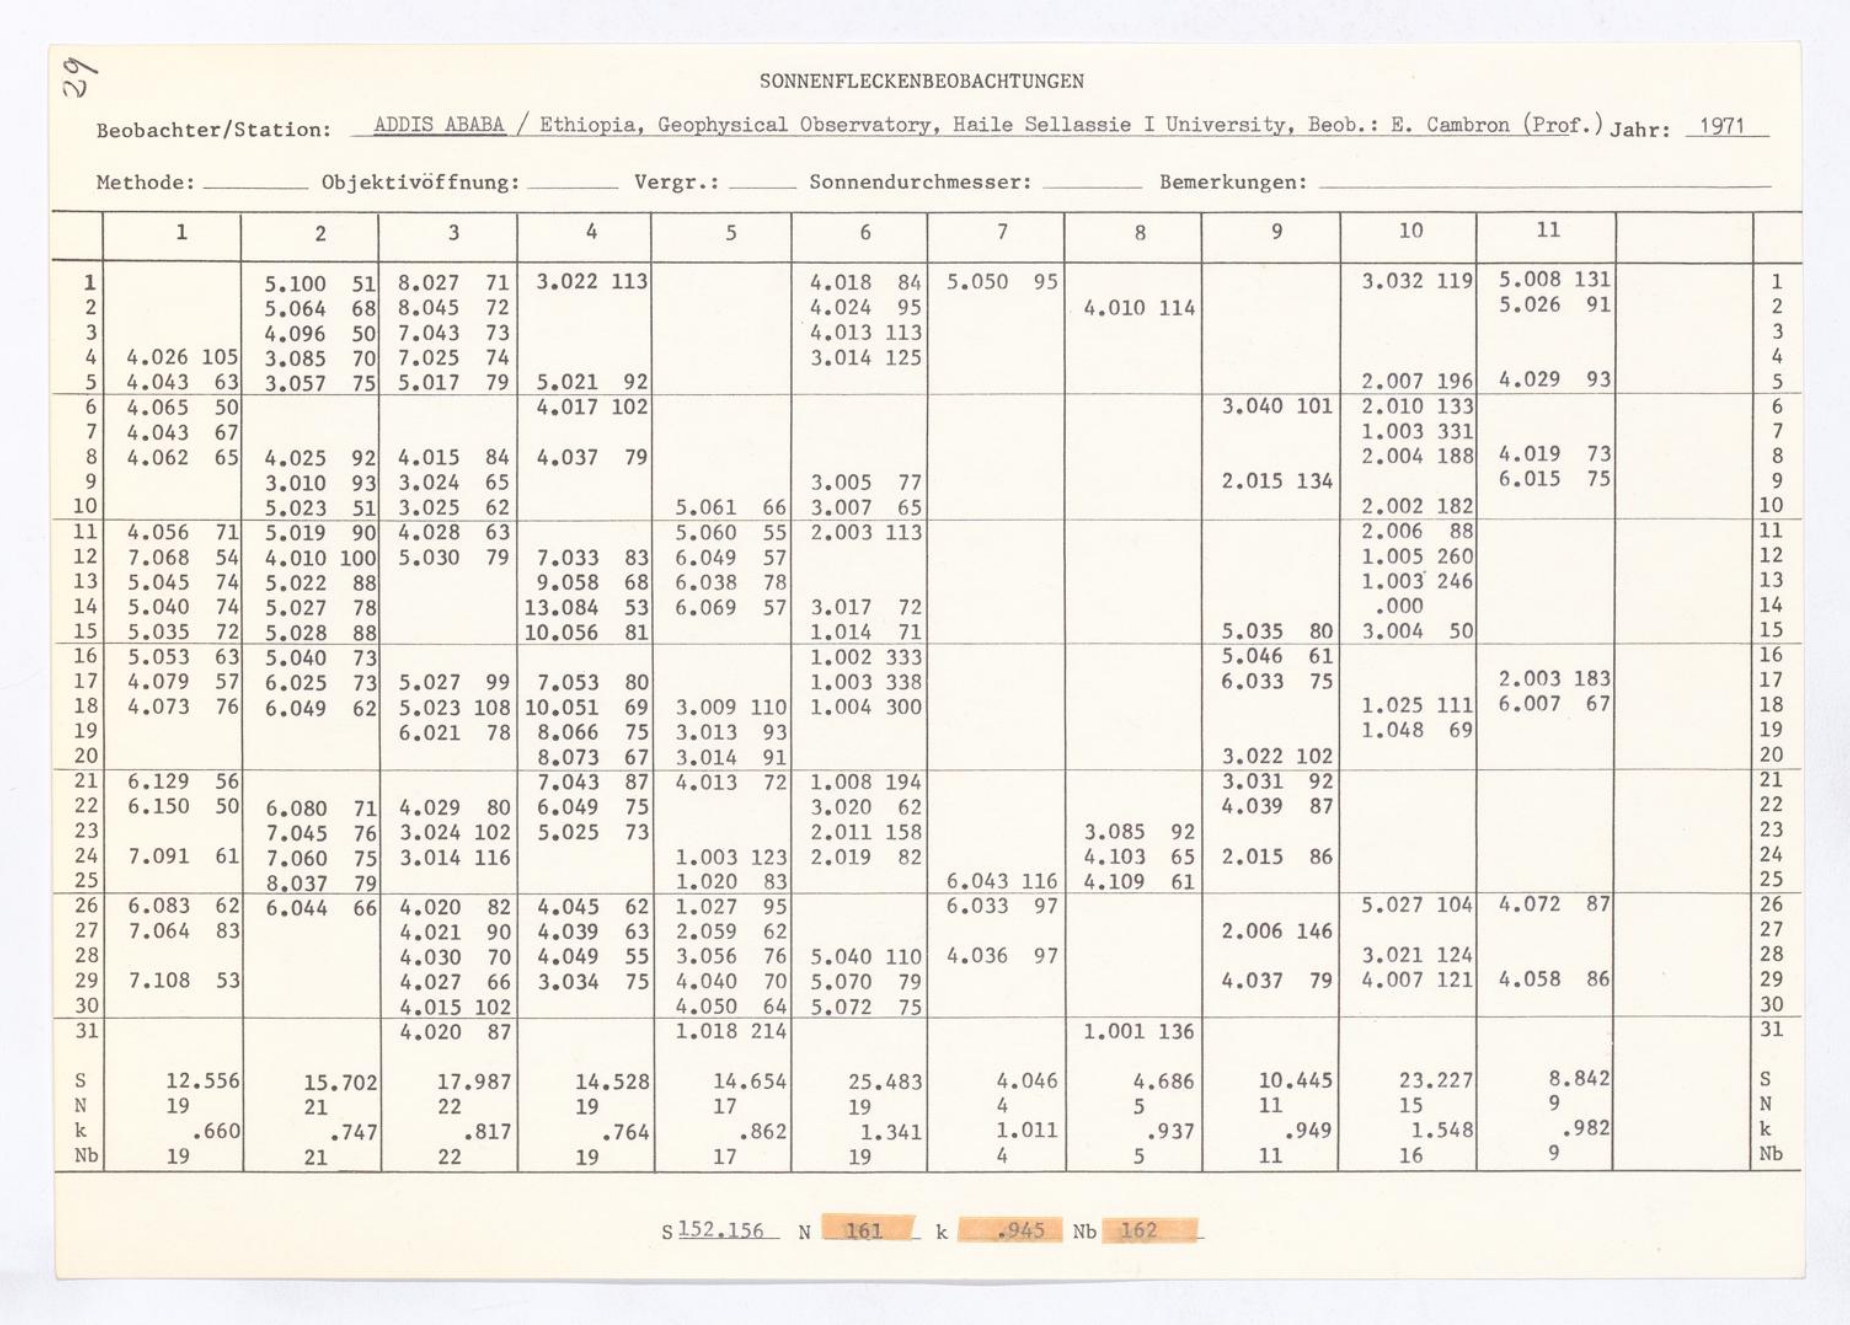 29
SONNENFLECKENBEOBACHTUNGEN
Beobachter/Station: ADDIS ABABA / Ethiopia, Geophysical Observatory, Haile Sellassie I University, Beob.: E. Cambron (Prof.) Jahr: 1971
Methode: Objektivöffnung: Vergr.: Sonnendurchmesser: Bemerkungen:
1 2 3 4 5 6 7 8 9 10 11
1 5.100 51 8.027 71 3.022 113 4.018 84 5.050 95 3.032 119 5.008 131 1
2 5.064 68 8.045 72 4.024 95 4.010 114 5.026 91 2
3 4.096 50 7.043 73 4.013 113 3
4 4.026 105 3.085 70 7.025 74 3.014 125 4
5 4.043 63 3.057 75 5.017 79 5.021 92 2.007 196 4.029 93 5
6 4.065 50 4.017 102 3.040 101 2.010 133 6
7 4.043 67 1.003 331 7
8 4.062 65 4.025 92 4.015 84 4.037 79 2.004 188 4.019 73 8
9 3.010 93 3.024 65 3.005 77 2.015 134 6.015 75 9
10 5.023 51 3.025 62 5.061 66 3.007 65 2.002 182 10
11 4.056 71 5.019 90 4.028 63 5.060 55 2.003 113 2.006 88 11
12 7.068 54 4.010 100 5.030 79 7.033 83 6.049 57 1.005 260 12
13 5.045 74 5.022 88 9.058 68 6.038 78 1.003 246 13
14 5.040 74 5.027 78 13.084 53 6.069 57 3.017 72 .000 14
15 5.035 72 5.028 88 10.056 81 1.014 71 5.035 80 3.004 50 15
16 5.053 63 5.040 73 1.002 333 5.046 61 16
17 4.079 57 6.025 73 5.027 99 7.053 80 1.003 338 6.033 75 2.003 183 17
18 4.073 76 6.049 62 5.023 108 10.051 69 3.009 110 1.004 300 1.025 111 6.007 67 18
19 6.021 78 8.066 75 3.013 93 1.048 69 19
20 8.073 67 3.014 91 3.022 102 20
21 6.129 56 7.043 87 4.013 72 1.008 194 3.031 92 21
22 6.150 50 6.080 71 4.029 80 6.049 75 3.020 62 4.039 87 22
23 7.045 76 3.024 102 5.025 73 2.011 158 3.085 92 23
24 7.091 61 7.060 75 3.014 116 1.003 123 2.019 82 4.103 65 2.015 86 24
25 8.037 79 1.020 83 6.043 116 4.109 61 25
26 6.083 62 6.044 66 4.020 82 4.045 62 1.027 95 6.033 97 5.027 104 4.072 87 26
27 7.064 83 4.021 90 4.039 63 2.059 62 2.006 146 27
28 4.030 70 4.049 55 3.056 76 5.040 110 4.036 97 3.021 124 28
29 7.108 53 4.027 66 3.034 75 4.040 70 5.070 79 4.037 79 4.007 121 4.058 86 29
30 4.015 102 4.050 64 5.072 75 30
31 4.020 87 1.018 214 1.001 136 31
S 12.556 15.702 17.987 14.528 14.654 25.483 4.046 4.686 10.445 23.227 8.842 S
N 19 21 22 19 17 19 4 5 11 15 9 N
k .660 .747 .817 .764 .862 1.341 1.011 .937 .949 1.548 .982 k
Nb 19 21 22 19 17 19 4 5 11 16 9 Nb
S 152.156 N 161 k .945 Nb 162